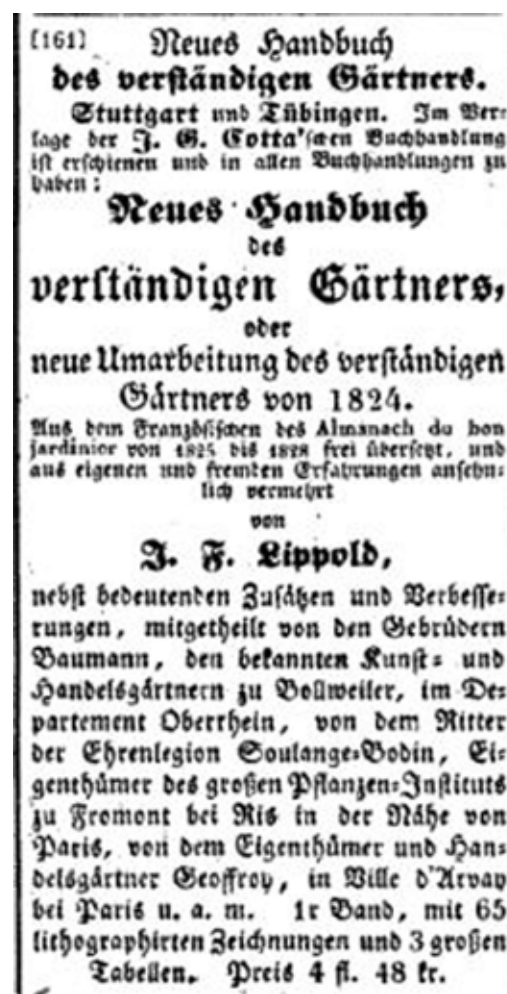 [161] Neues Handbuch
des verständigen Gärtners.
Stuttgart und Tübingen. Im Ver-
lage der J. G. Cotta'schen Buchhandlung
ist erschienen und in allen Buchhandlungen zu
haben:
Neues Handbuch
des
verständigen Gärtners,
oder
neue Umarbeitung des verständigen
Gärtners von 1824.
Aus dem Französischen des Almanach du bon
jardinier von 1825 bis 1828 frei übersetzt, und
aus eigenen und fremden Erfahrungen ansehn-
lich vermehrt
von
J. F. Lippold,
nebst bedeutenden Zusätzen und Verbesse-
rungen, mitgetheilt von den Gebrüdern
Baumann, den bekannten Kunst- und
Handelsgärtnern zu Bollweiler, im De-
partement Oberrhein, von dem Ritter
der Ehrenlegion Soulange-Bodin, Ei-
genthümer des großen Pflanzen-Instituts
zu Fromont bei Ris in der Nähe von
Paris, von dem Eigenthümer und Han-
delsgärtner Geoffroy, in Ville d'Arvay
bei Paris u. a. m. 1r Band, mit 65
lithographirten Zeichnungen und 3 großen
Tabellen. Preis 4 fl. 48 kr.